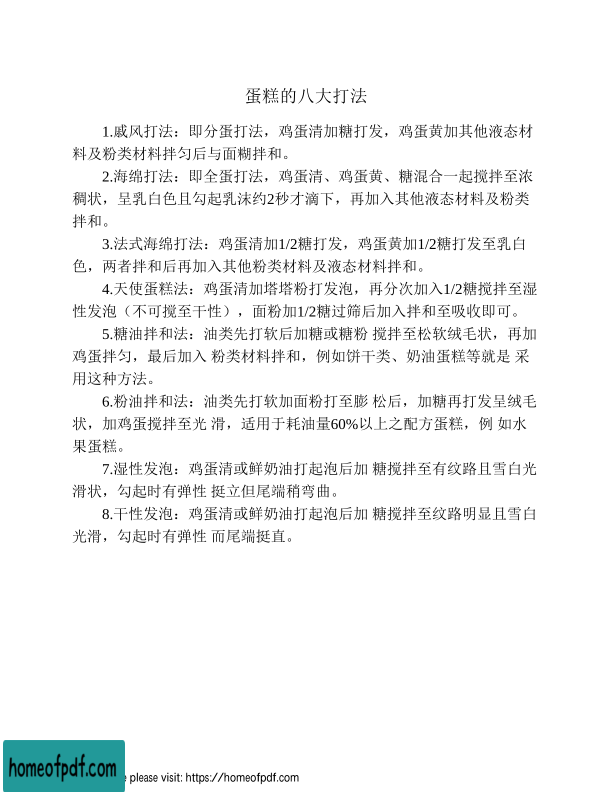 蛋糕的八大打法
1.戚风打法：即分蛋打法，鸡蛋清加糖打发，鸡蛋黄加其他液态材
料及粉类材料拌匀后与面糊拌和。
2.海绵打法：即全蛋打法，鸡蛋清、鸡蛋黄、糖混合一起搅拌至浓
稠状，呈乳白色且勾起乳沫约2秒才滴下，再加入其他液态材料及粉类
拌和。
3.法式海绵打法：鸡蛋清加1/2糖打发，鸡蛋黄加1/2糖打发至乳白
色，两者拌和后再加入其他粉类材料及液态材料拌和。
4.天使蛋糕法：鸡蛋清加塔塔粉打发泡，再分次加入1/2糖搅拌至湿
性发泡（不可搅至干性），面粉加1/2糖过筛后加入拌和至吸收即可。
5.糖油拌和法：油类先打软后加糖或糖粉 搅拌至松软绒毛状，再加
鸡蛋拌匀，最后加入 粉类材料拌和，例如饼干类、奶油蛋糕等就是 采
用这种方法。
6.粉油拌和法：油类先打软加面粉打至膨 松后，加糖再打发呈绒毛
状，加鸡蛋搅拌至光 滑，适用于耗油量60%以上之配方蛋糕，例 如水
果蛋糕。
7.湿性发泡：鸡蛋清或鲜奶油打起泡后加 糖搅拌至有纹路且雪白光
滑状，勾起时有弹性 挺立但尾端稍弯曲。
8.干性发泡：鸡蛋清或鲜奶油打起泡后加 糖搅拌至纹路明显且雪白
光滑，勾起时有弹性 而尾端挺直。
homeofpdf.com
e please visit: https://homeofpdf.com